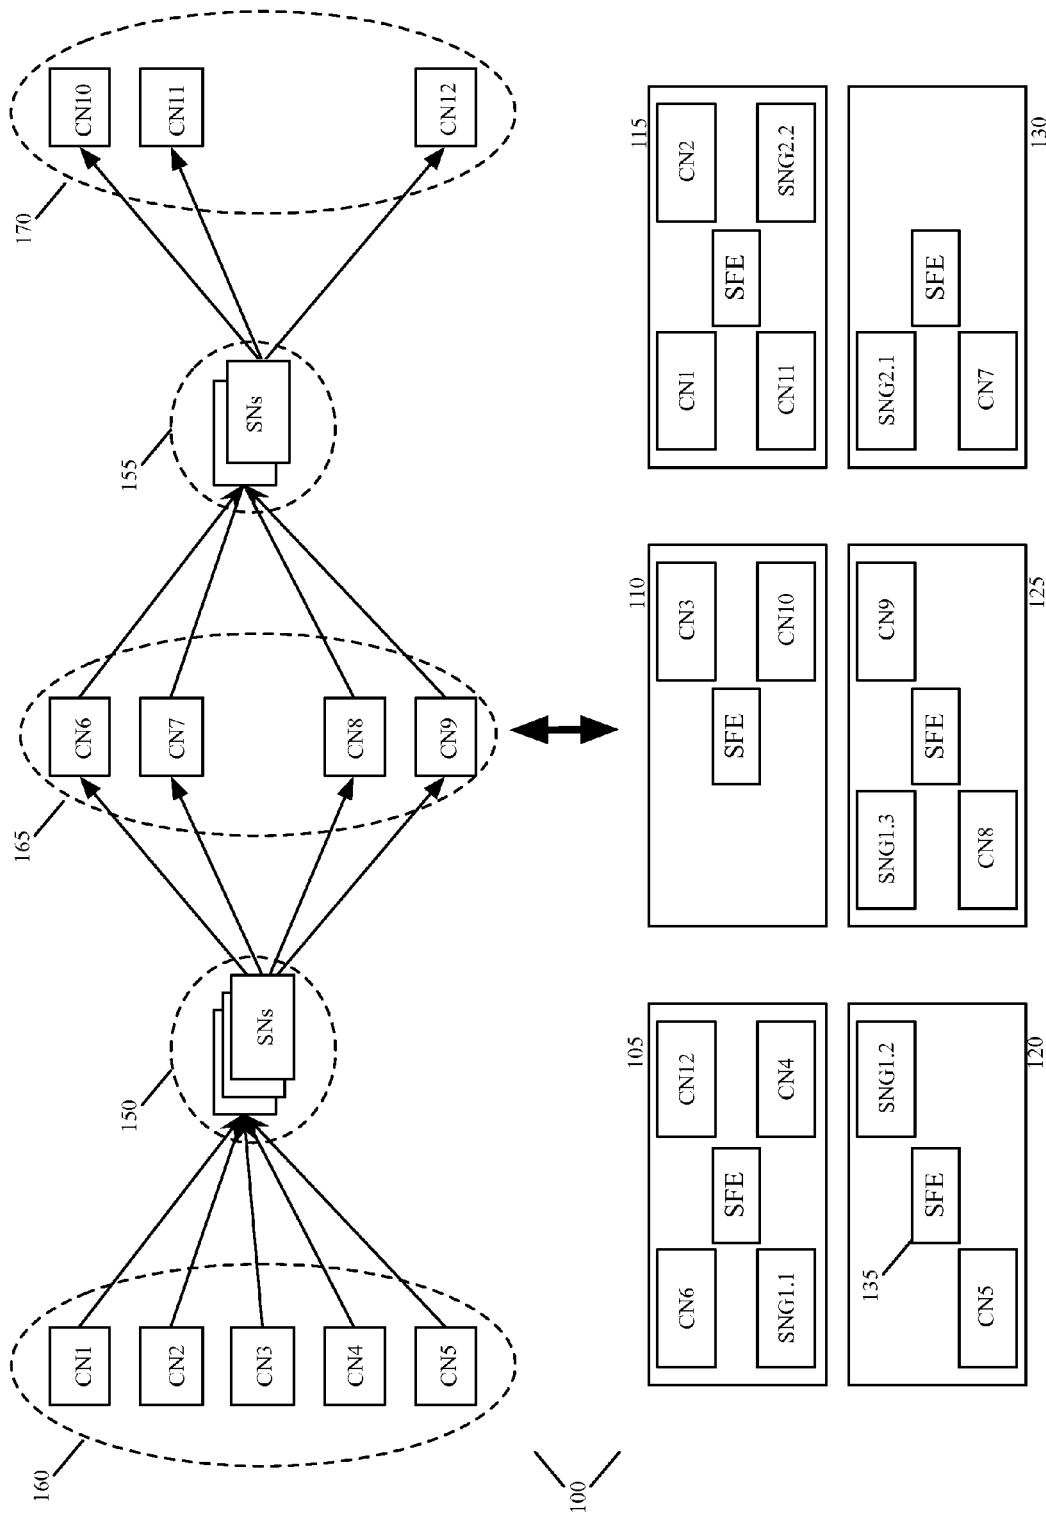 100
160
CN1
CN2
CN3
CN4
CN5
150
SNs
165
CN6
CN7
CN8
CN9
155
SNs
170
CN10
CN11
CN12
105
CN6
CN12
SFE
SNG1.1
CN4
110
CN3
SFE
CN10
115
CN1
CN2
SFE
CN11
SNG2.2
SNG1.2
SFE
135
CN5
120
SNG1.3
CN9
SFE
CN8
125
SNG2.1
SFE
CN7
130